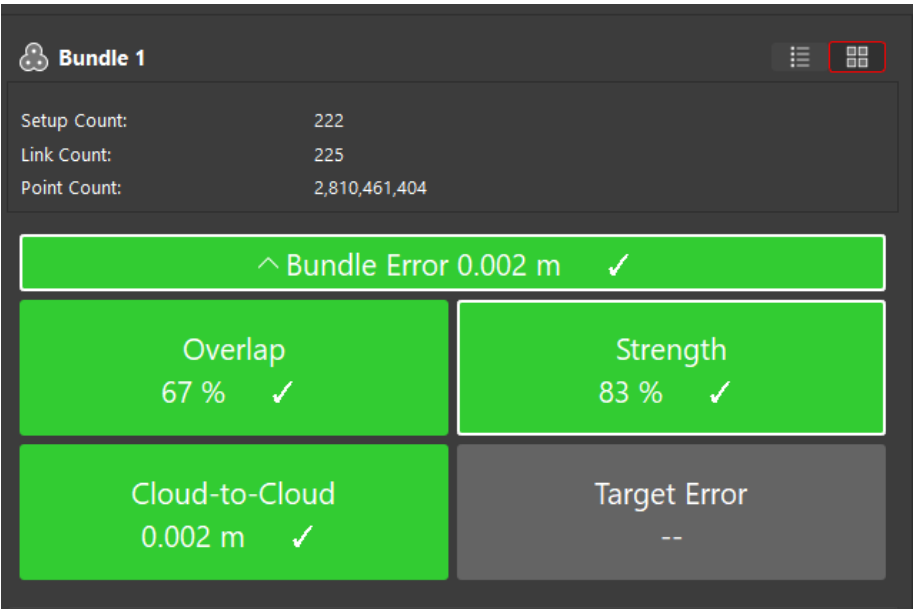 Bundle 1
Setup Count: 222
Link Count: 225
Point Count: 2,810,461,404
Bundle Error 0.002 m ✓
Overlap
67 % ✓
Strength
83 % ✓
Cloud-to-Cloud
0.002 m ✓
Target Error
--